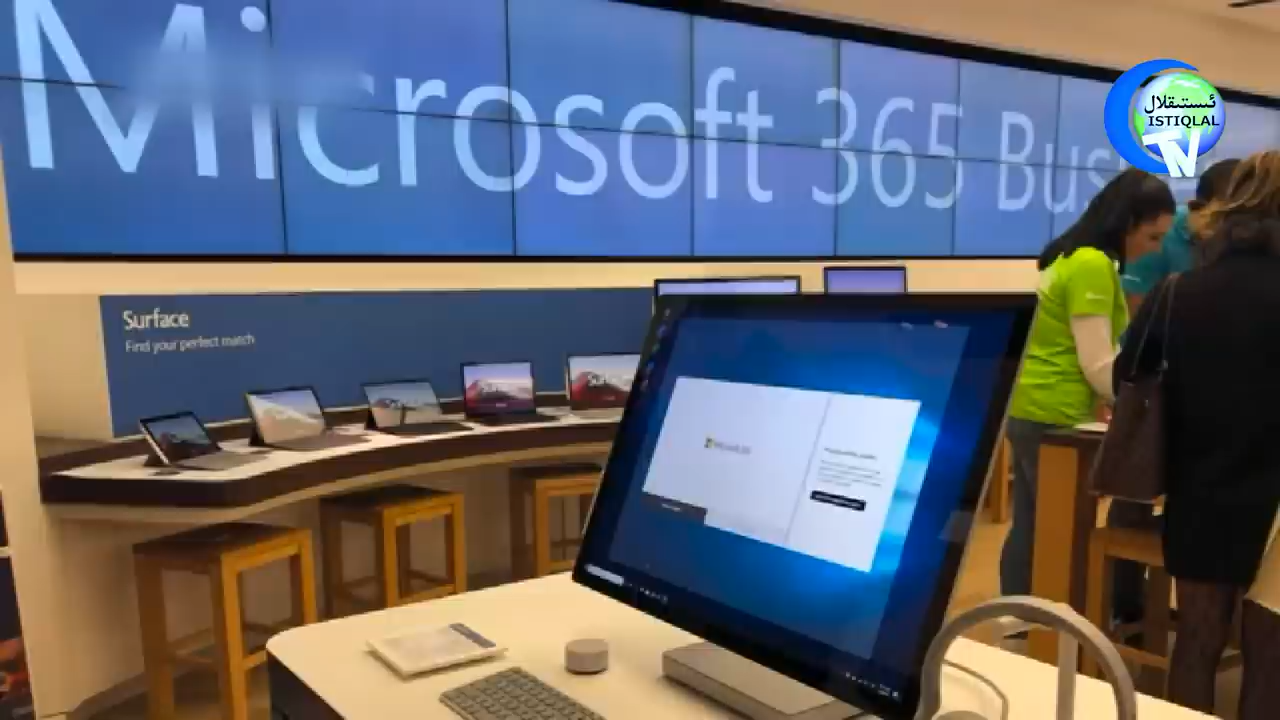 Microsoft 365 Bus
ئىستىقلال
ISTIQLAL
TV
Surface
Find your perfect match